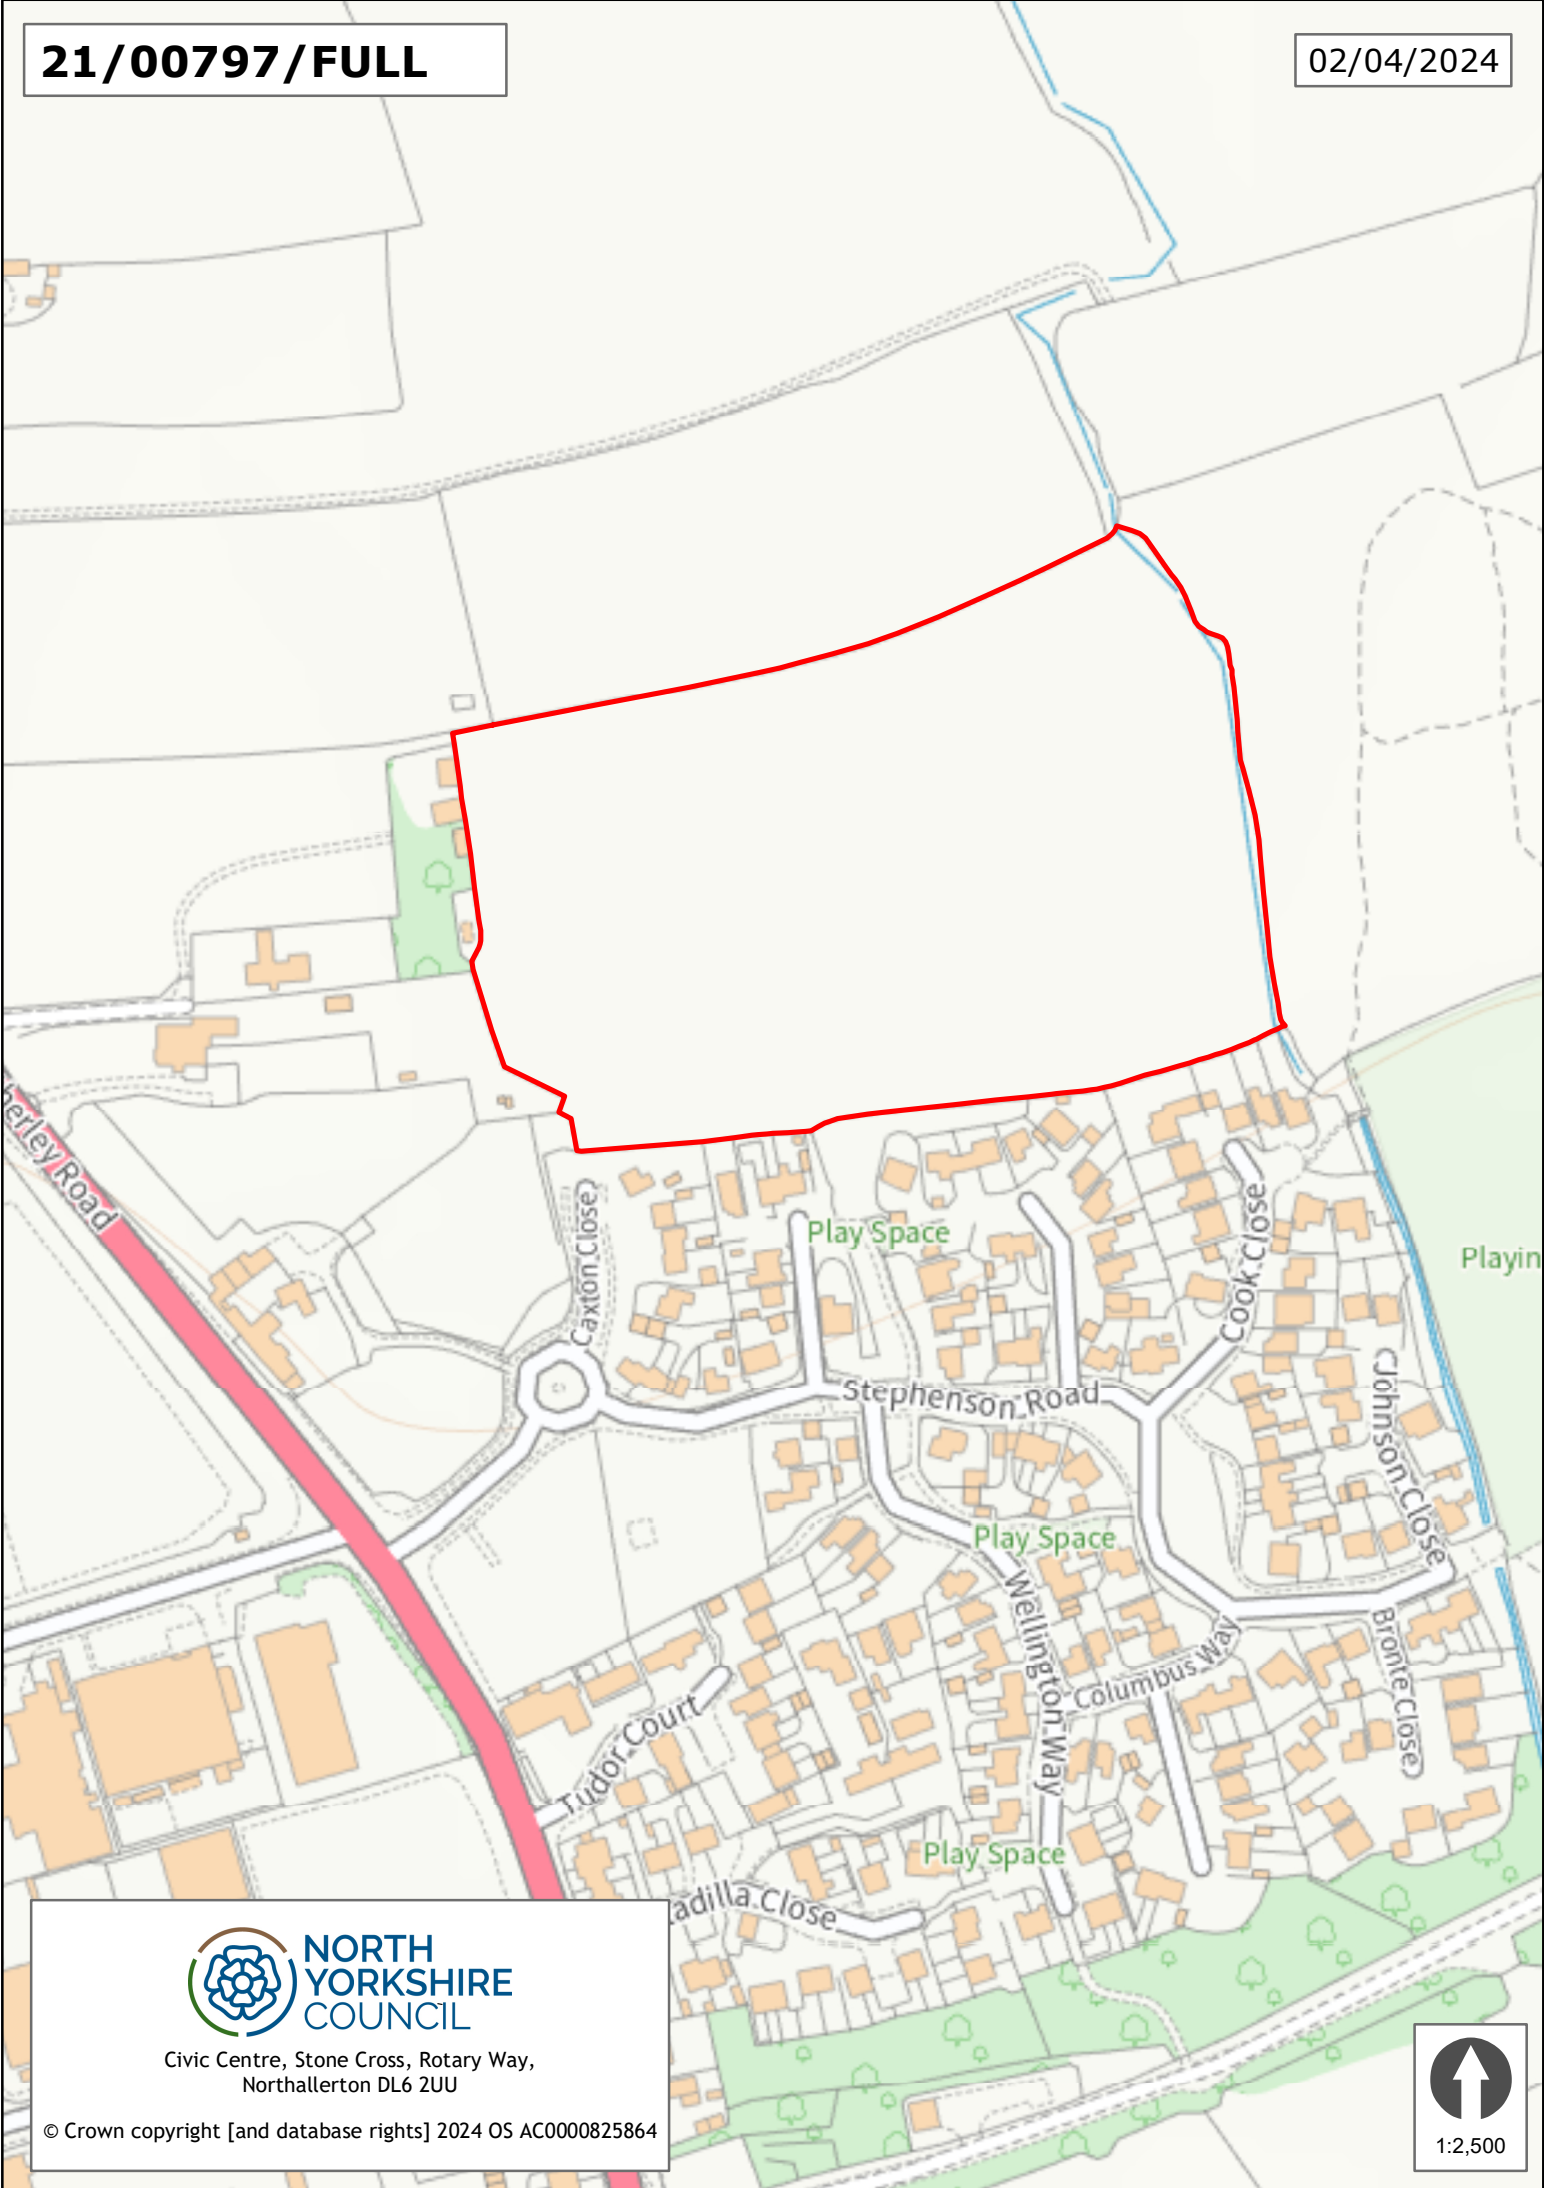 21/00797/FULL
02/04/2024
berley Road
Caxton Close
Play Space
Cook Close
Playin
Stephenson Road
Johnson Close
Play Space
Wellington Way
Columbus Way
Bronte Close
Tudor Court
Play Space
adilla Close
NORTH
YORKSHIRE
COUNCIL
Civic Centre, Stone Cross, Rotary Way,
Northallerton DL6 2UU
© Crown copyright [and database rights] 2024 OS AC0000825864
1:2,500